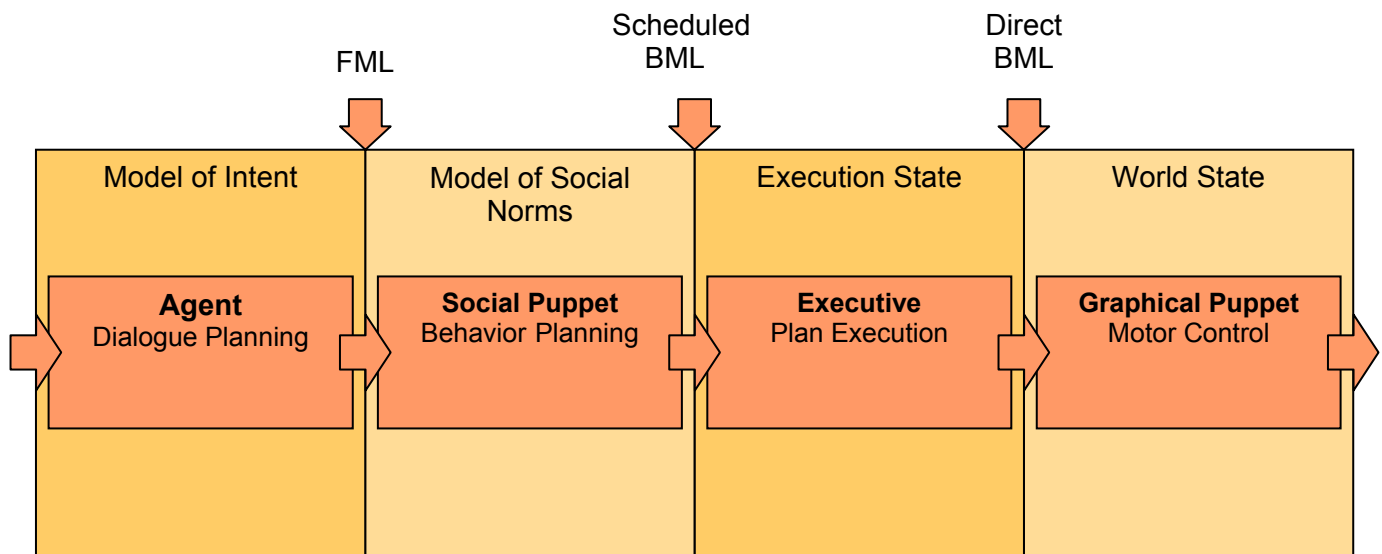 FML
Scheduled
BML
Direct
BML
Model of Intent
Model of Social
Norms
Execution State
World State
Agent
Dialogue Planning
Social Puppet
Behavior Planning
Executive
Plan Execution
Graphical Puppet
Motor Control